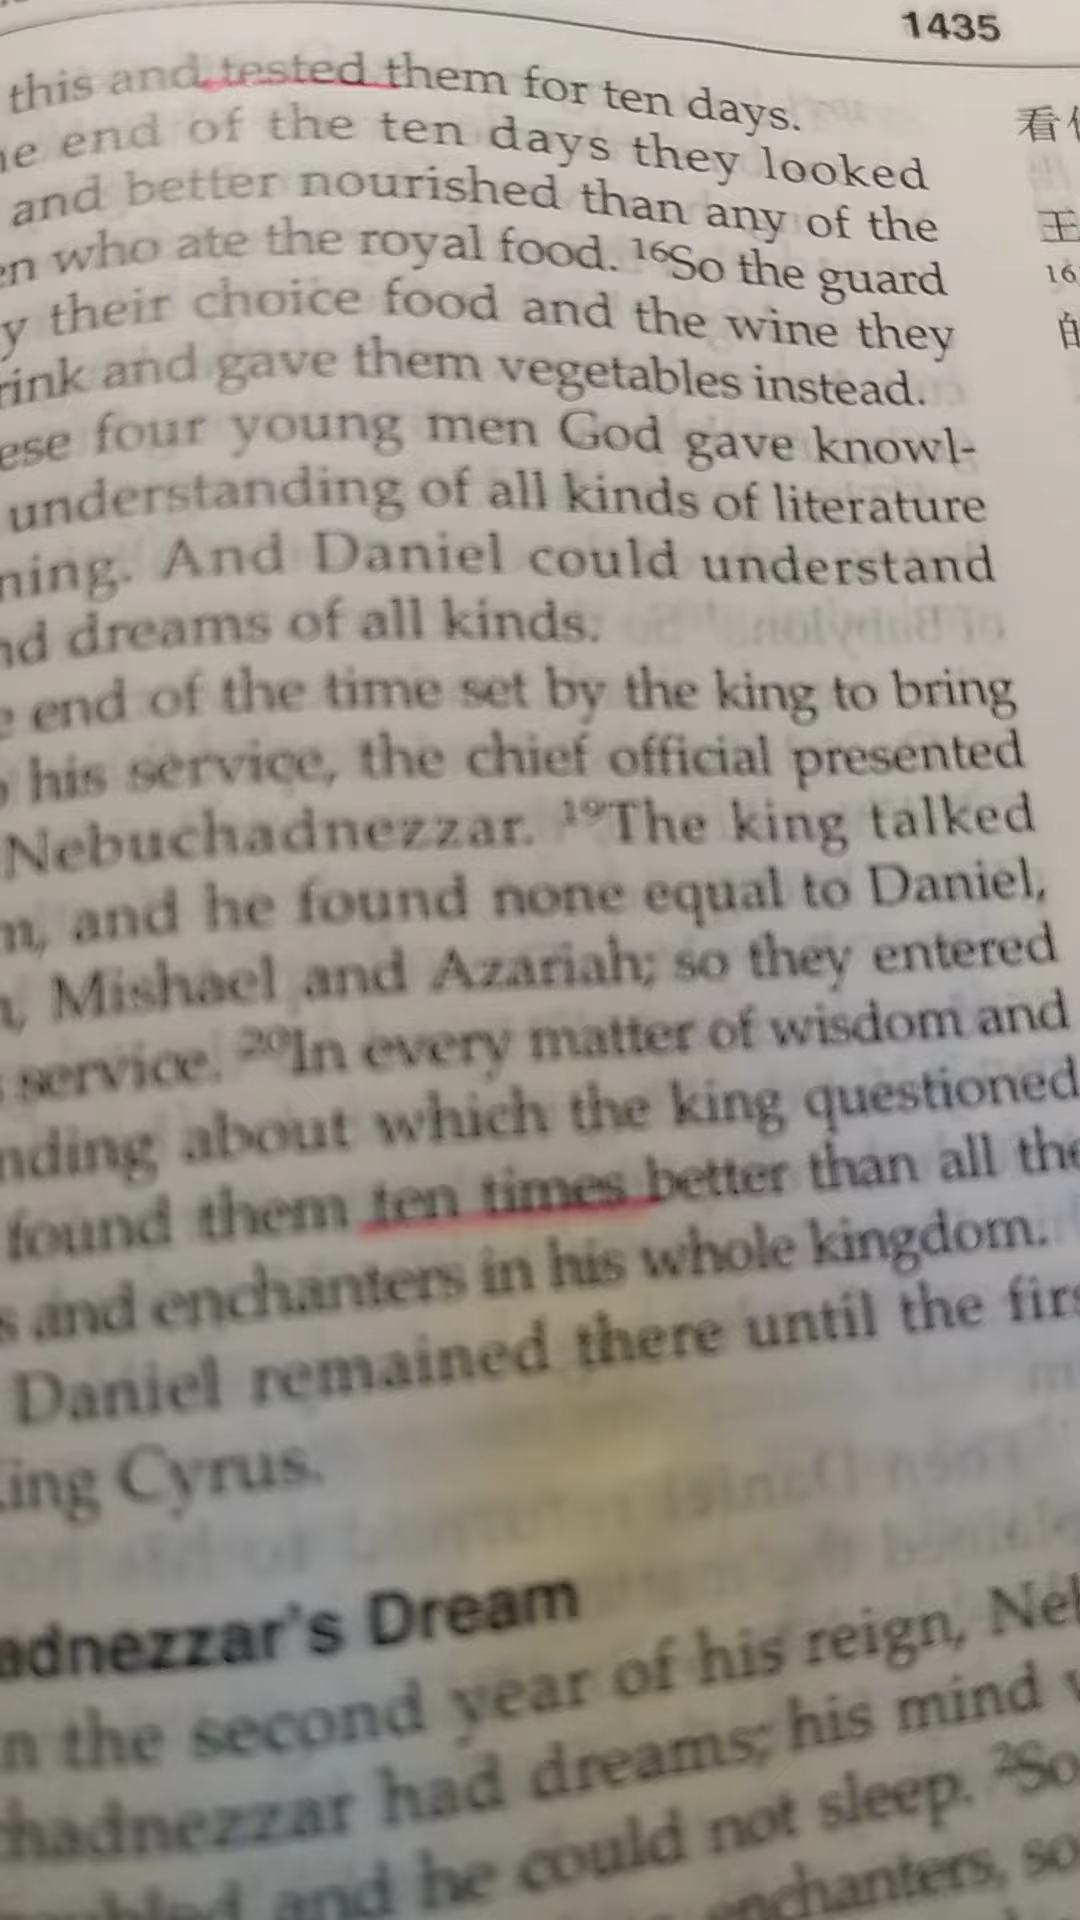 1435
this and tested them for ten days.
end of the ten days they looked
and better nourished than any of the
who ate the royal food. 16So the guard
y their choice food and the wine they
rink and gave them vegetables instead.
ese four young men God gave knowl-
understanding of all kinds of literature
ning. And Daniel could understand
nd dreams of all kinds.
end of the time set by the king to bring
his service, the chief official presented
Nebuchadnezzar. 19The king talked
m, and he found none equal to Daniel,
Mishael and Azariah; so they entered
service. 20In every matter of wisdom and
nding about which the king questioned
found them ten times better than all the
s and enchanters in his whole kingdom.
Daniel remained there until the firs
ing Cyrus.
adnezzar's Dream
n the second year of his reign, Neb
hadnezzar had dreams; his mind
and he could not sleep. 2So
enchanters, so
看
王
16
的